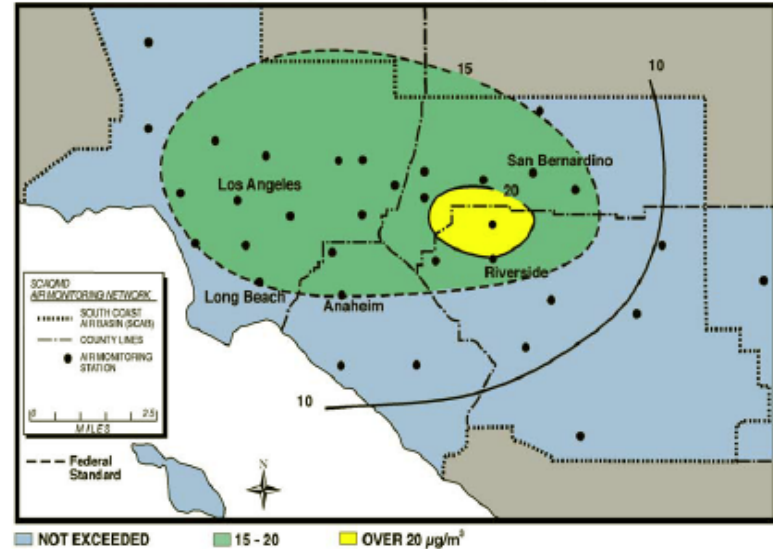 15
10
San Bernardino
Los Angeles
20
Riverside
Long Beach
Anaheim
10
SCAQMD
AIR MONITORING NETWORK
SOUTH COAST
AIR BASIN (SCAB)
COUNTY LINES
AIR MONITORING
STATION
0 2.5
MILES
Federal
Standard
N
NOT EXCEEDED 15 - 20 OVER 20 µg/m³